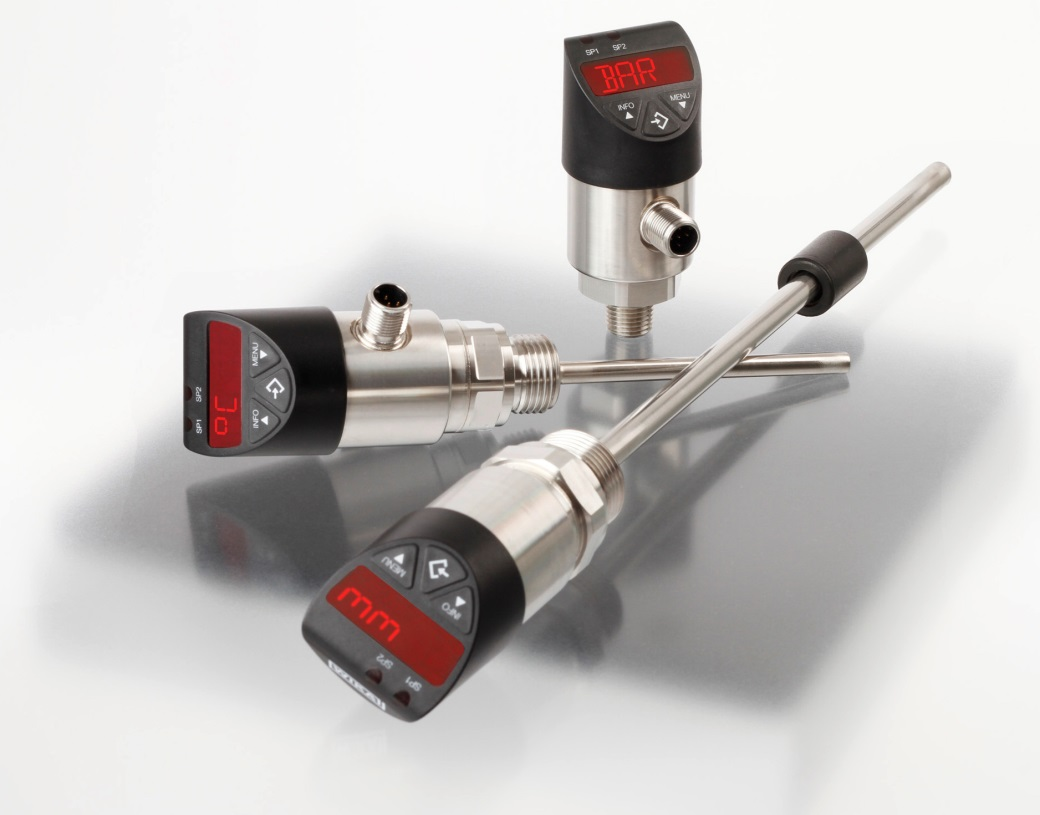 SP1 SP2
BAR
INFO MENU
SP1 SP2
°C
INFO MENU
MENU INFO
mm
SP2 SP1